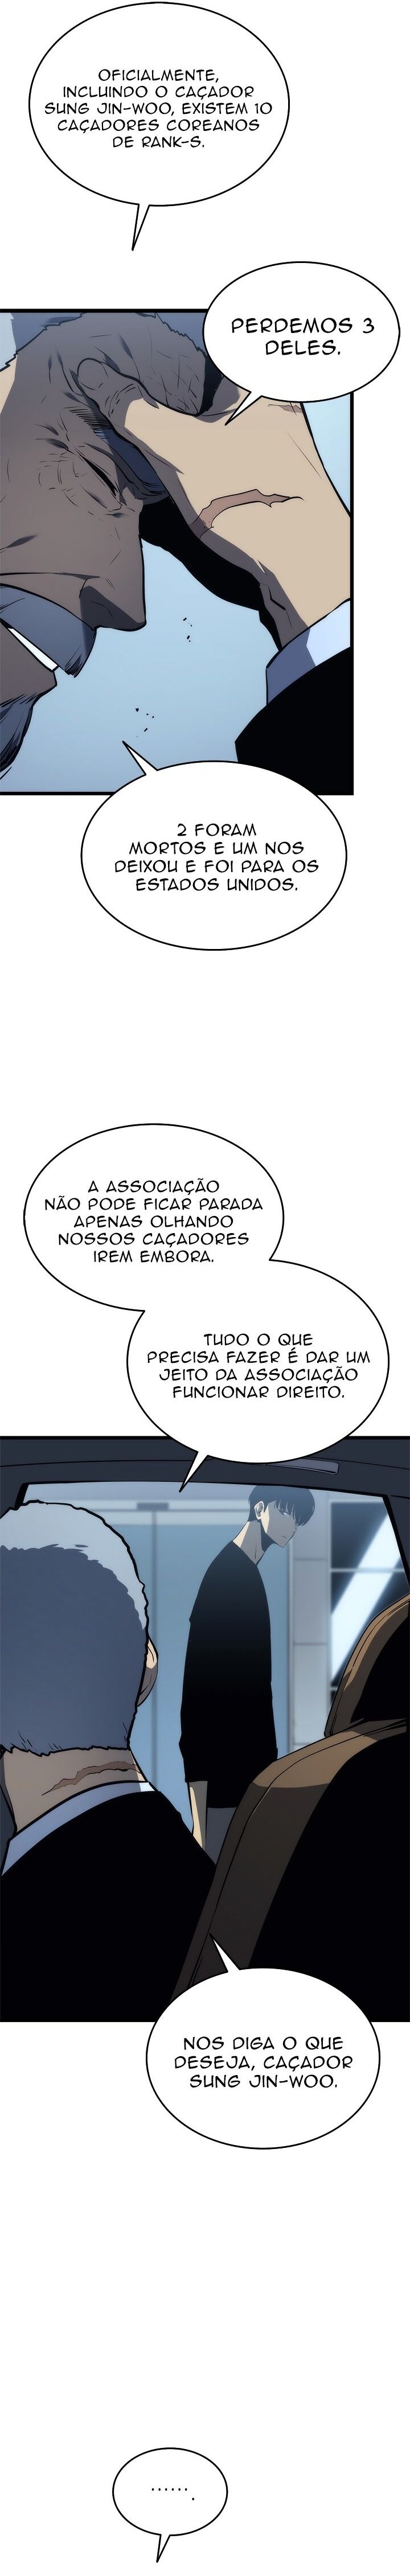 OFICIALMENTE,
INCLUINDO O CAÇADOR
SUNG JIN-WOO, EXISTEM 10
CAÇADORES COREANOS
DE RANK-S.
PERDEMOS 3
DELES.
2 FORAM
MORTOS E UM NOS
DEIXOU E FOI PARA OS
ESTADOS UNIDOS.
A ASSOCIAÇÃO
NÃO PODE FICAR PARADA
APENAS OLHANDO
NOSSOS CAÇADORES
IREM EMBORA.
TUDO O QUE
PRECISA FAZER É DAR UM
JEITO DA ASSOCIAÇÃO
FUNCIONAR DIREITO.
NOS DIGA O QUE
DESEJA, CAÇADOR
SUNG JIN-WOO.
.......